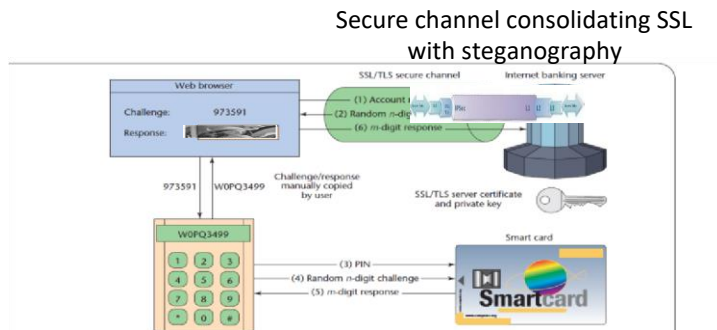 Secure channel consolidating SSL
with steganography
SSL/TLS secure channel
Internet banking server
Web browser
Challenge: 973591
Response:
(1) Account
(2) Random n-dig
(6) m-digit response
973591
W0PQ3499
Challenge/response
manually copied
by user
SSL/TLS server certificate
and private key
W0PQ3499
1 2 3
4 5 6
7 8 9
* 0 #
(3) PIN
(4) Random n-digit challenge
(5) m-digit response
Smart card
Smartcard